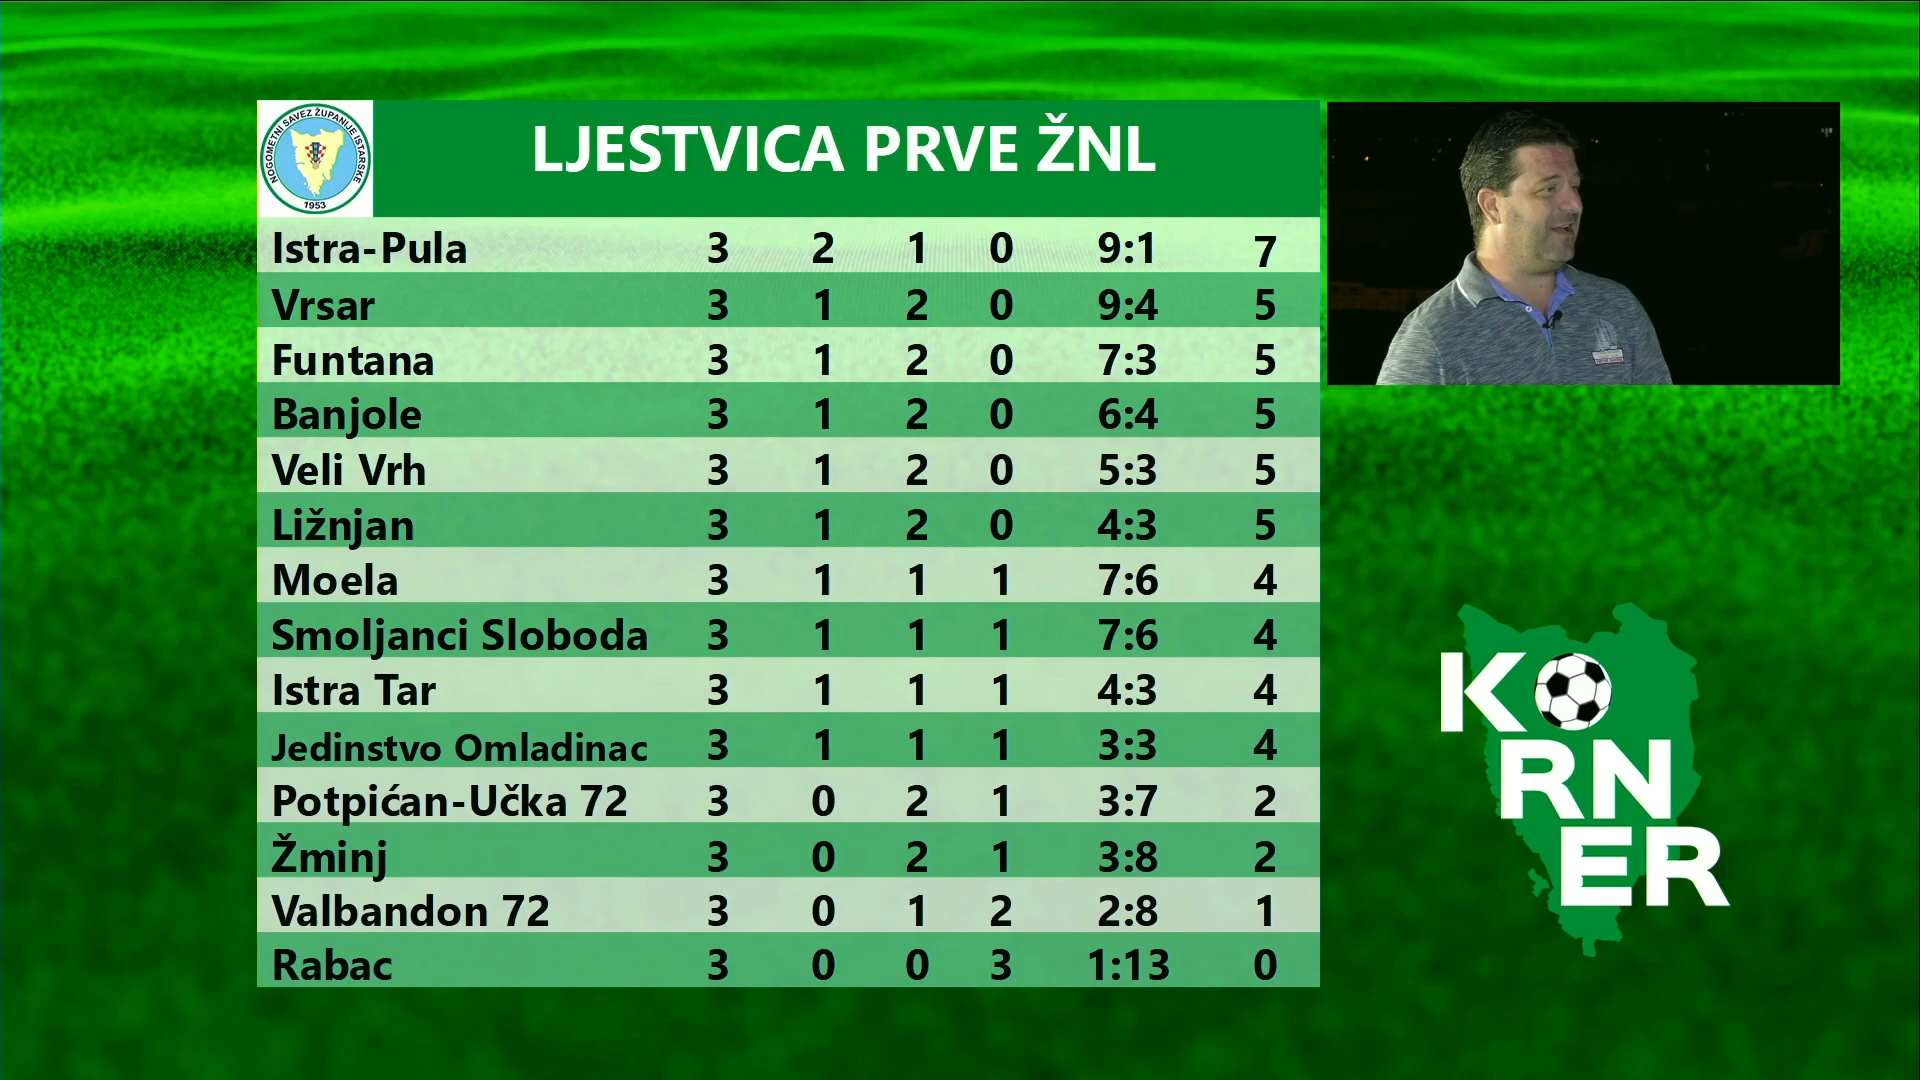 NOGOMETNI SAVEZ ŽUPANIJE ISTARSKE
1953
LJESTVICA PRVE ŽNL
Istra-Pula 3 2 1 0 9:1 7
Vrsar 3 1 2 0 9:4 5
Funtana 3 1 2 0 7:3 5
Banjole 3 1 2 0 6:4 5
Veli Vrh 3 1 2 0 5:3 5
Ližnjan 3 1 2 0 4:3 5
Moela 3 1 1 1 7:6 4
Smoljanci Sloboda 3 1 1 1 7:6 4
Istra Tar 3 1 1 1 4:3 4
Jedinstvo Omladinac 3 1 1 1 3:3 4
Potpićan-Učka 72 3 0 2 1 3:7 2
Žminj 3 0 2 1 3:8 2
Valbandon 72 3 0 1 2 2:8 1
Rabac 3 0 0 3 1:13 0
KORNER